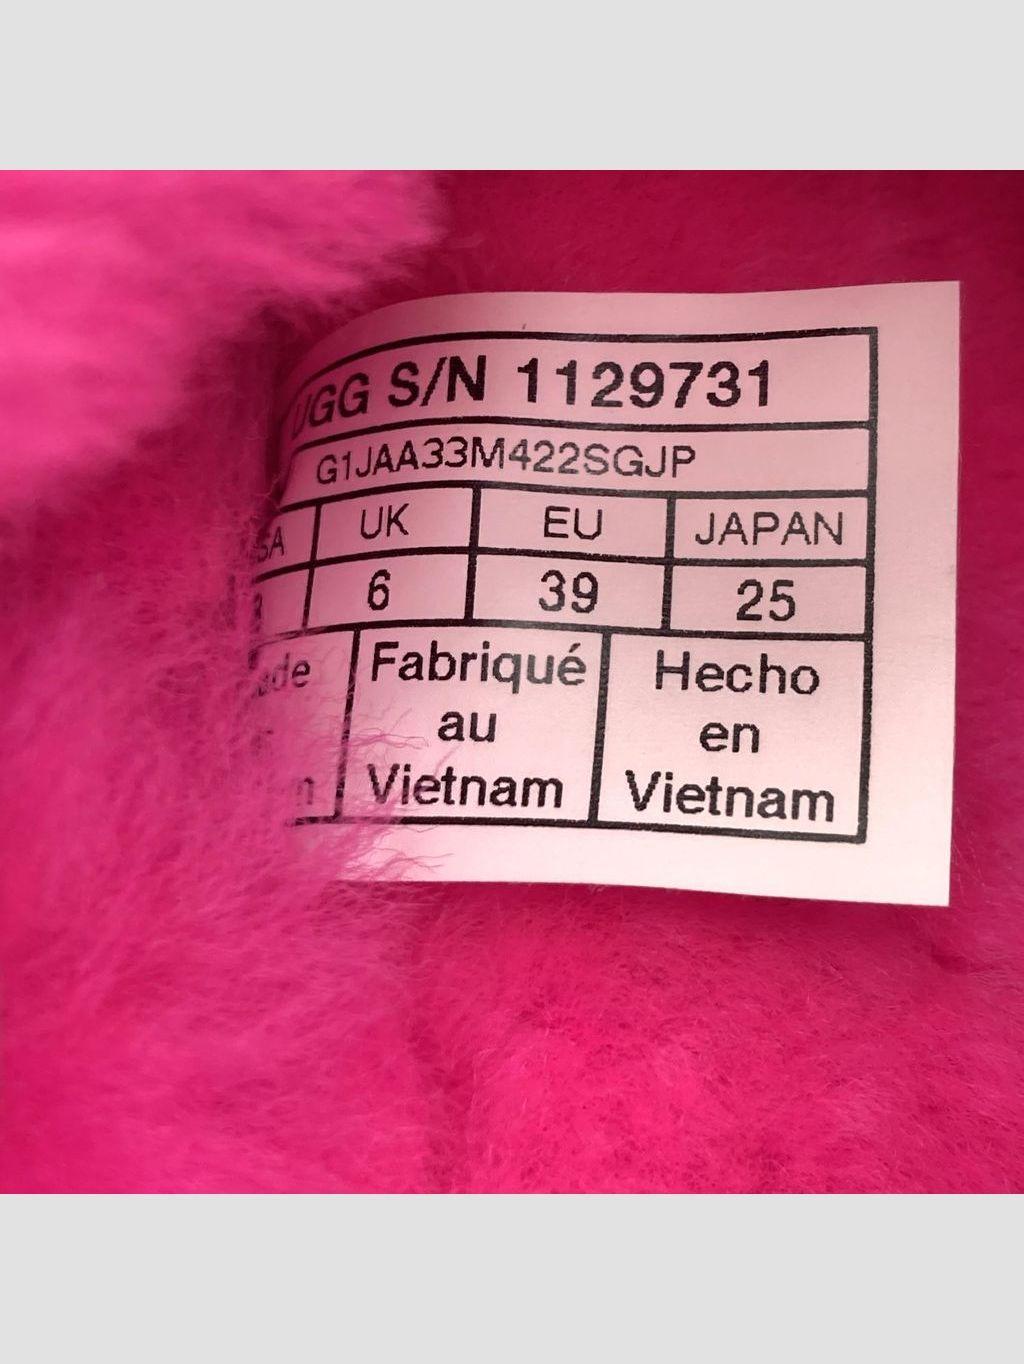 UGG S/N 1129731
G1JAA33M422SGJP
UK EU JAPAN
6 39 25
Fabriqué
au
Vietnam
Hecho
en
Vietnam